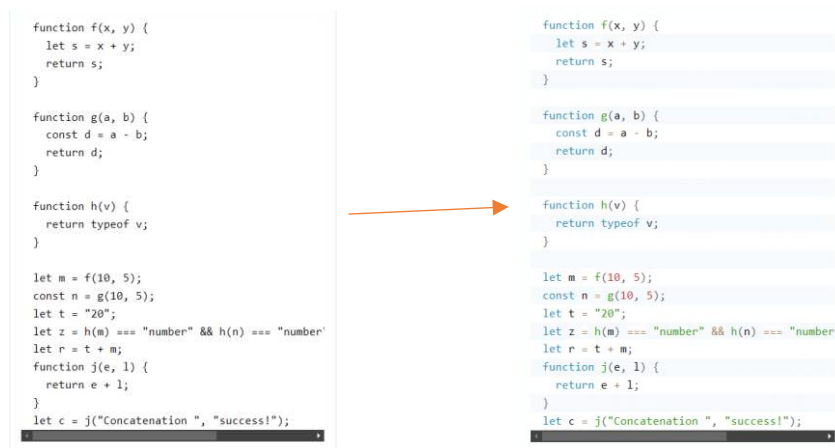 function f(x, y) {
let s = x + y;
return s;
}
function g(a, b) {
const d = a - b;
return d;
}
function h(v) {
return typeof v;
}
let m = f(10, 5);
const n = g(10, 5);
let t = "20";
let z = h(m) === "number" && h(n) === "number'
let r = t + m;
function j(e, l) {
return e + l;
}
let c = j("Concatenation ", "success!");
function f(x, y) {
let s = x + y;
return s;
}
function g(a, b) {
const d = a - b;
return d;
}
function h(v) {
return typeof v;
}
let m = f(10, 5);
const n = g(10, 5);
let t = "20";
let z = h(m) === "number" && h(n) === "number
let r = t + m;
function j(e, l) {
return e + l;
}
let c = j("Concatenation ", "success!");